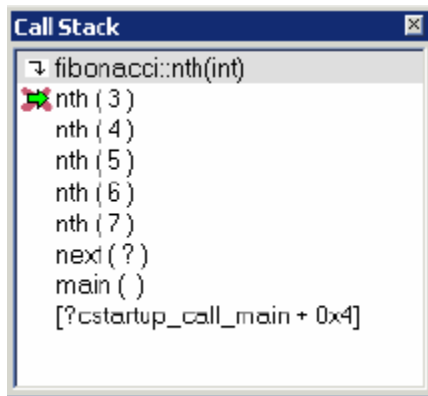 Call Stack
fibonacci::nth(int)
nth ( 3 )
nth ( 4 )
nth ( 5 )
nth ( 6 )
nth ( 7 )
next ( ? )
main ( )
[?cstartup_call_main + 0x4]